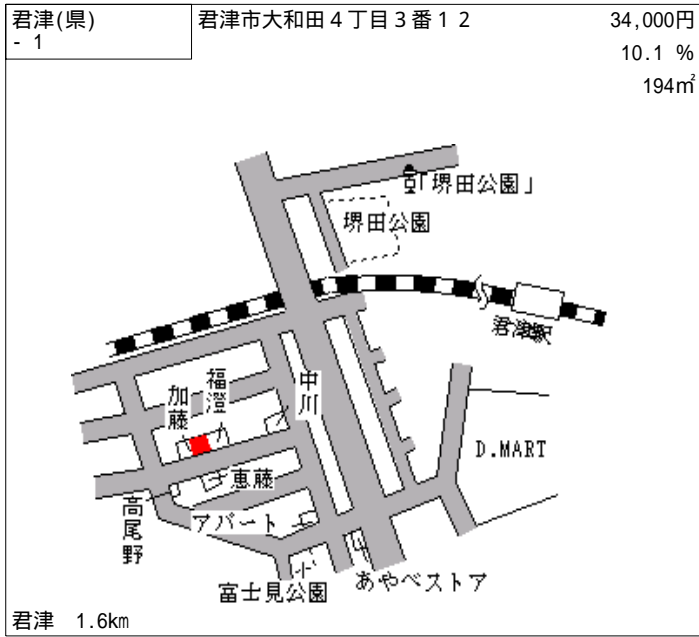 君津(県)
- 1
君津市大和田４丁目３番１２
34,000円
10.1 %
194㎡
「堺田公園」
堺田公園
君津駅
中川
福澄
加藤
D.MART
恵藤
高尾野
アパート
あやべストア
富士見公園
君津 1.6km